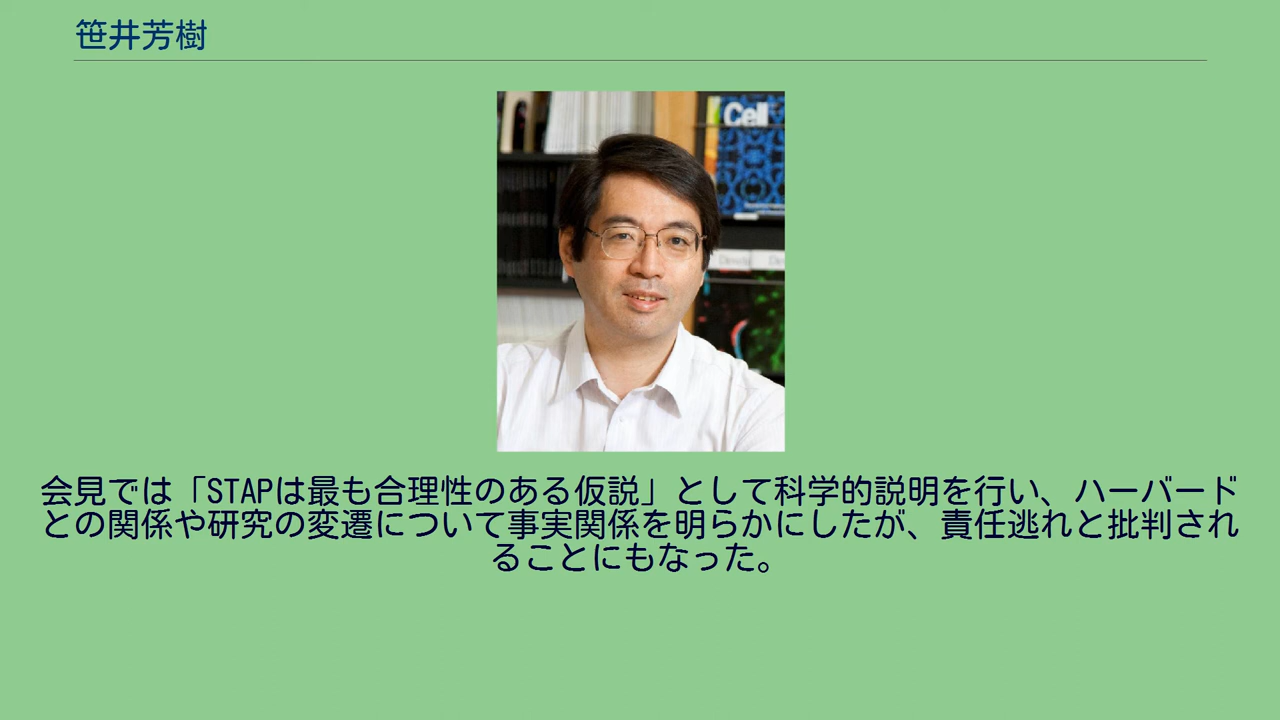 笹井芳樹
Cell
会見では「STAPは最も合理性のある仮説」として科学的説明を行い、ハーバード
との関係や研究の変遷について事実関係を明らかにしたが、責任逃れと批判され
ることにもなった。